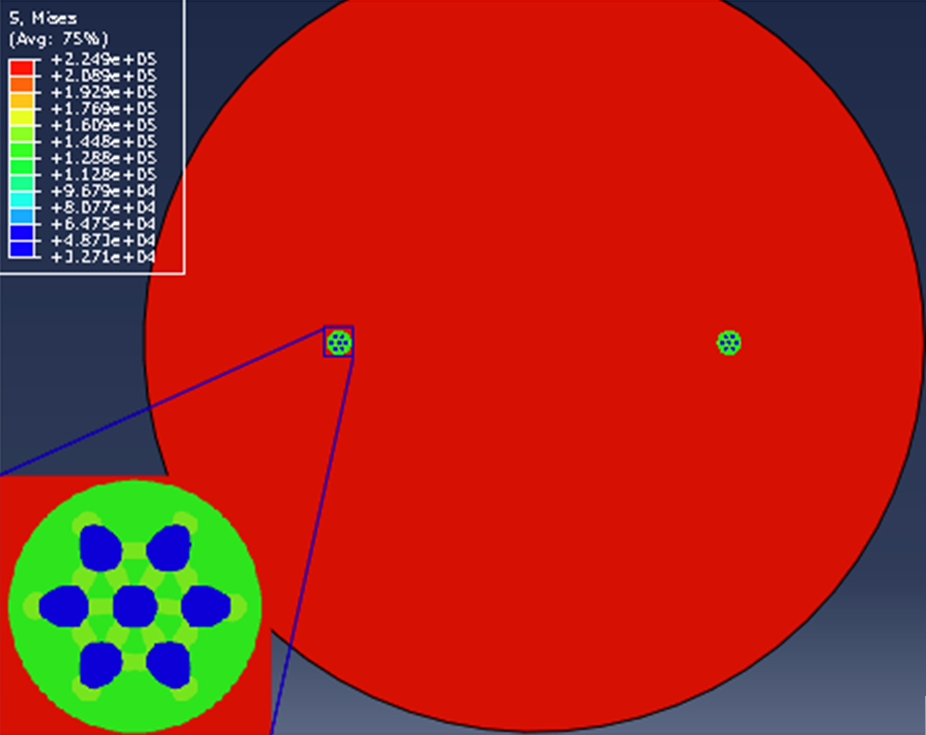 S, Mises
(Avg: 75%)
+2.249e+05
+2.089e+05
+1.929e+05
+1.769e+05
+1.609e+05
+1.448e+05
+1.288e+05
+1.128e+05
+9.679e+04
+8.077e+04
+6.475e+04
+4.873e+04
+3.271e+04